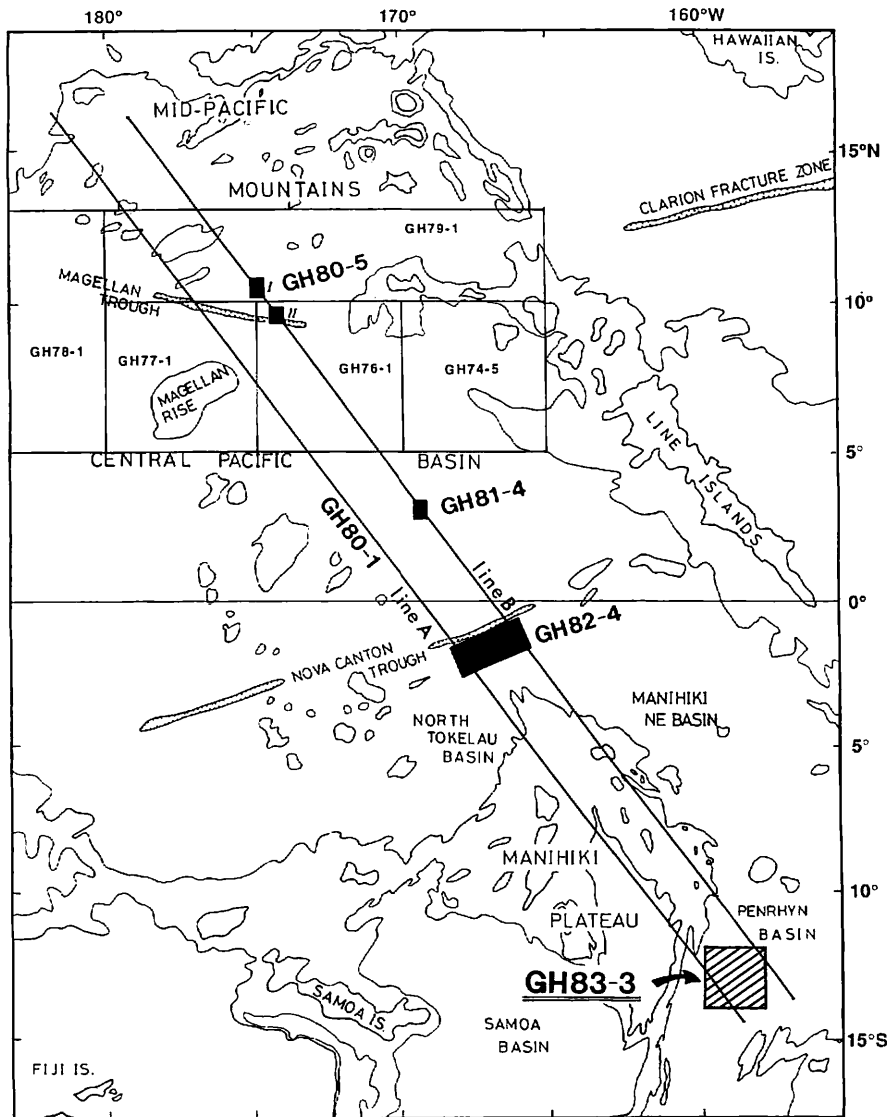 180°
170°
160°W
HAWAIIAN
IS.
MID-PACIFIC
MOUNTAINS
15°N
CLARION FRACTURE ZONE
GH79-1
MAGELLAN
TROUGH
I
GH80-5
II
10°
GH78-1
GH77-1
GH76-1
GH74-5
MAGELLAN
RISE
LINE ISLANDS
CENTRAL PACIFIC BASIN
5°
GH80-1
GH81-4
line A
line B
0°
GH82-4
NOVA CANTON
TROUGH
MANIHIKI
NE BASIN
NORTH
TOKELAU
BASIN
5°
MANIHIKI
PLATEAU
10°
PENRHYN
BASIN
GH83-3
SAMOA IS.
SAMOA
BASIN
15°S
FIJI IS.